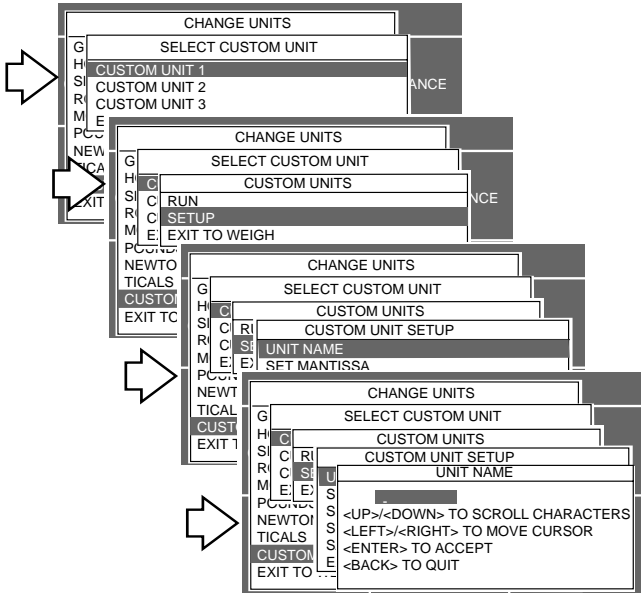 CHANGE UNITS
SELECT CUSTOM UNIT
CUSTOM UNIT 1
CUSTOM UNIT 2
CUSTOM UNIT 3
CHANGE UNITS
SELECT CUSTOM UNIT
CUSTOM UNITS
RUN
SETUP
EXIT TO WEIGH
NEWTO
TICALS
CUSTO
EXIT TO
CHANGE UNITS
SELECT CUSTOM UNIT
CUSTOM UNITS
CUSTOM UNIT SETUP
UNIT NAME
SET MANTISSA
NEWT
TICAL
CUST
EXIT
CHANGE UNITS
SELECT CUSTOM UNIT
CUSTOM UNITS
CUSTOM UNIT SETUP
UNIT NAME
<UP>/<DOWN> TO SCROLL CHARACTERS
<LEFT>/<RIGHT> TO MOVE CURSOR
<ENTER> TO ACCEPT
<BACK> TO QUIT
NEWTO
TICALS
CUSTOM
EXIT TO